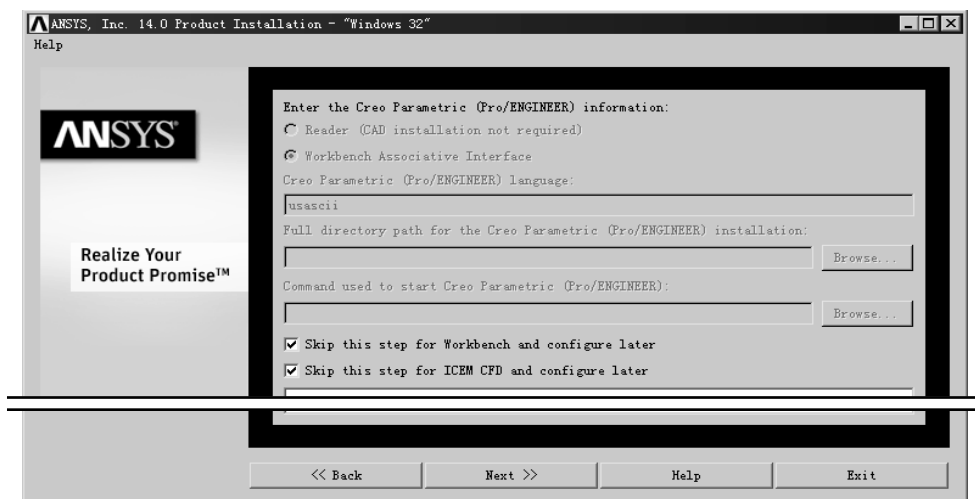 ANSYS, Inc. 14.0 Product Installation - "Windows 32"
Help
ANSYS
Enter the Creo Parametric (Pro/ENGINEER) information:
Reader (CAD installation not required)
Workbench Associative Interface
Creo Parametric (Pro/ENGINEER) language:
usascii
Full directory path for the Creo Parametric (Pro/ENGINEER) installation:
Browse...
Command used to start Creo Parametric (Pro/ENGINEER):
Browse...
Skip this step for Workbench and configure later
Skip this step for ICEM CFD and configure later
Realize Your
Product Promise™
<< Back Next >> Help Exit